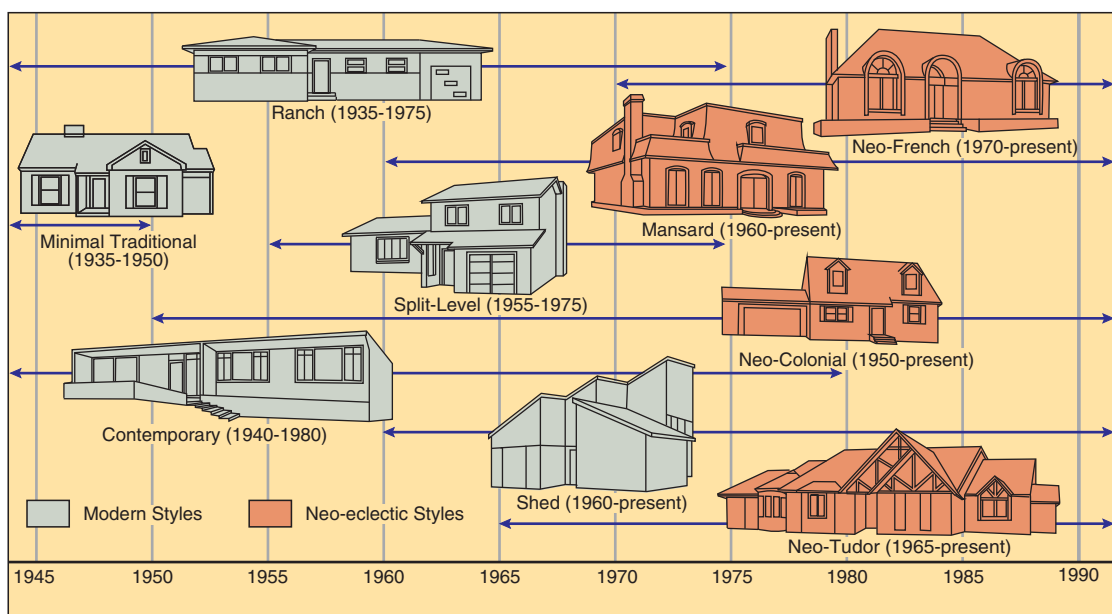 Ranch (1935-1975)
Neo-French (1970-present)
Minimal Traditional
(1935-1950)
Mansard (1960-present)
Split-Level (1955-1975)
Neo-Colonial (1950-present)
Contemporary (1940-1980)
Shed (1960-present)
Modern Styles
Neo-eclectic Styles
Neo-Tudor (1965-present)
1945 1950 1955 1960 1965 1970 1975 1980 1985 1990